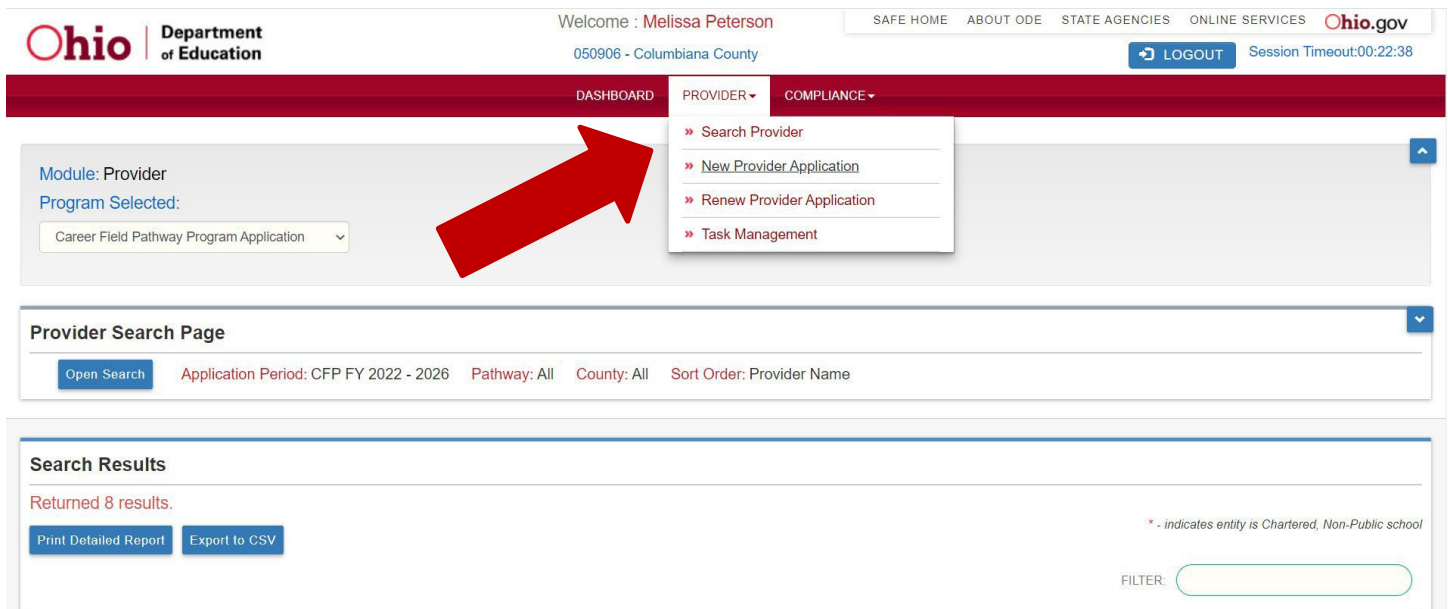 Ohio Department of Education
Welcome : Melissa Peterson
050906 - Columbiana County
SAFE HOME ABOUT ODE STATE AGENCIES ONLINE SERVICES Ohio.gov
LOGOUT Session Timeout:00:22:38
DASHBOARD PROVIDER COMPLIANCE
» Search Provider
» New Provider Application
» Renew Provider Application
» Task Management
Module: Provider
Program Selected:
Career Field Pathway Program Application
Provider Search Page
Open Search Application Period: CFP FY 2022 - 2026 Pathway: All County: All Sort Order: Provider Name
Search Results
Returned 8 results.
* - indicates entity is Chartered, Non-Public school
Print Detailed Report Export to CSV
FILTER: